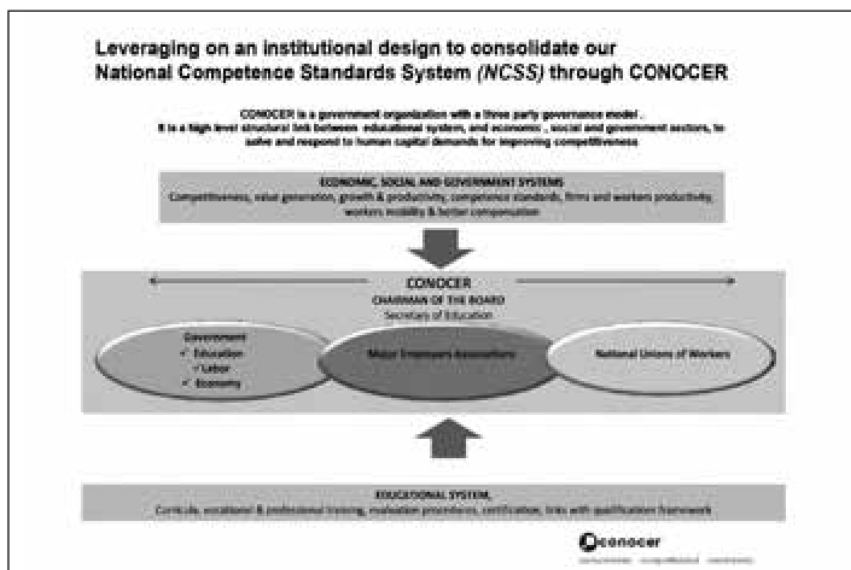 Leveraging on an institutional design to consolidate our
National Competence Standards System (NCSS) through CONOCER
CONOCER is a government organization with a three party governance model .
It is a high level structural link between educational system, and economic , social and government sectors, to
solve and respond to human capital demands for improving competitiveness
ECONOMIC, SOCIAL AND GOVERNMENT SYSTEMS
Competitiveness, value generation, growth & productivity, competence standards, firms and workers productivity,
workers mobility & better compensation
CONOCER
CHAIRMAN OF THE BOARD
Secretary of Education
Government
✓ Education
✓ Labor
✓ Economy
Major Employers Associations
National Unions of Workers
EDUCATIONAL SYSTEM,
Curricula, vocational & professional training, evaluation procedures, certification, links with qualifications framework
conocer